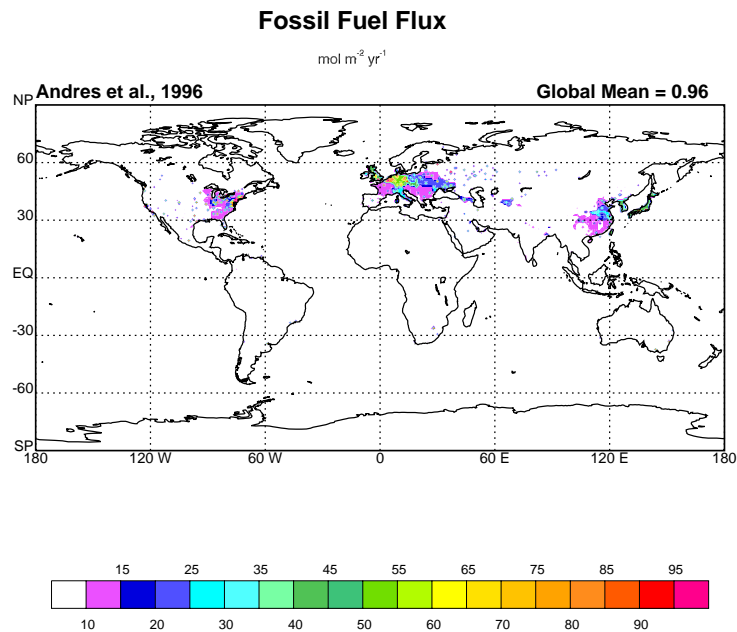 Fossil Fuel Flux
mol m⁻² yr⁻¹
Andres et al., 1996 Global Mean = 0.96
NP
60
30
EQ
-30
-60
SP
180 120 W 60 W 0 60 E 120 E 180
15 25 35 45 55 65 75 85 95
10 20 30 40 50 60 70 80 90